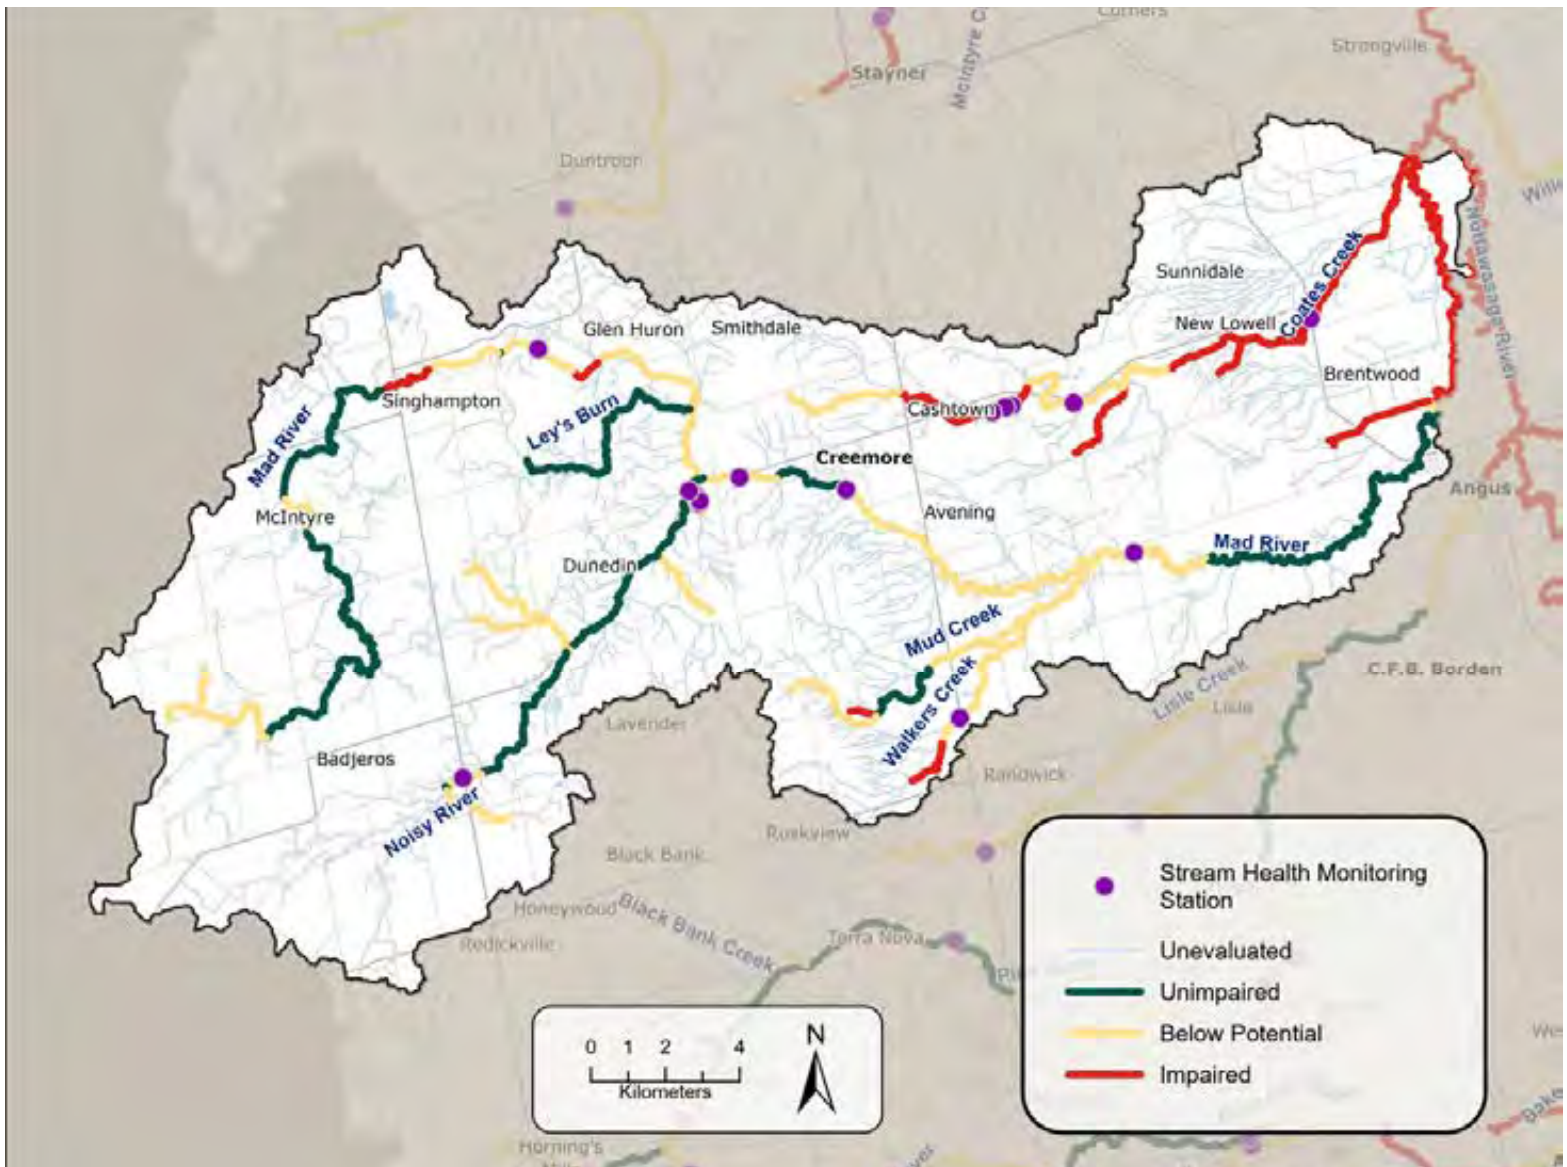 Corners
McIntyre C
Strongville
Stayner
Duntroon
Nottawasaga River
Coates Creek
Sunnidale
New Lowell
Glen Huron
Smithdale
Brentwood
Singhampton
Cashtown
Ley's Burn
Mad River
Creemore
Angus
McIntyre
Avening
Mad River
Dunedin
Mud Creek
C.F.B. Borden
Walkers Creek
Lisle Creek
Lisle
Lavender
Badjeros
Randwick
Noisy River
Ruskview
Black Bank
Honeywood
Black Bank Creek
Redickville
Terra Nova
Stream Health Monitoring
Station
Unevaluated
Unimpaired
Below Potential
Impaired
N
0 1 2 4
Kilometers
Horning's